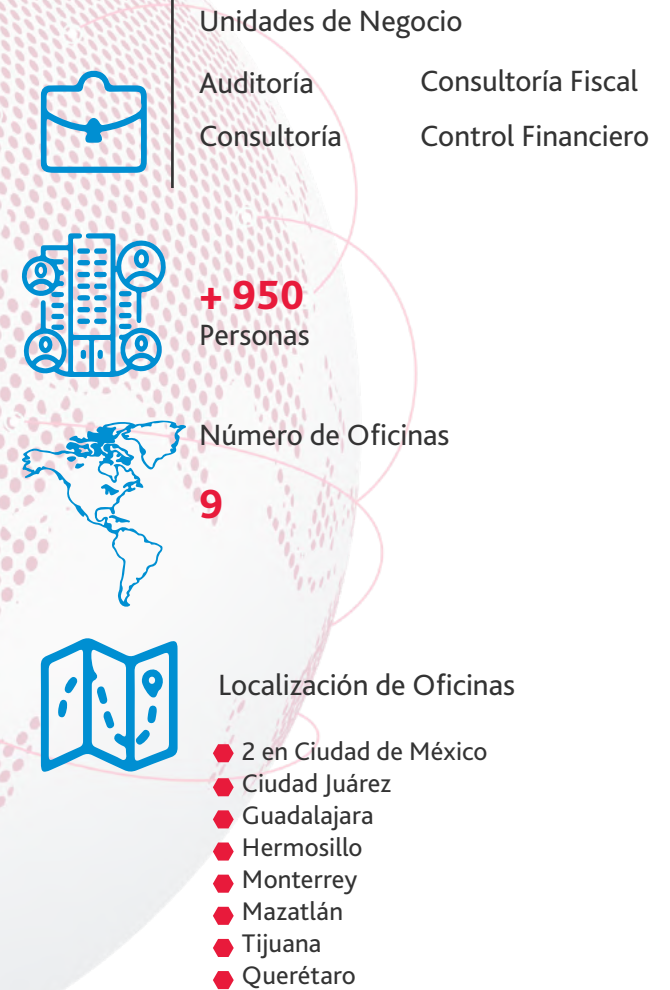 Unidades de Negocio
Auditoría Consultoría Fiscal
Consultoría Control Financiero
+ 950
Personas
Número de Oficinas
9
Localización de Oficinas
2 en Ciudad de México
Ciudad Juárez
Guadalajara
Hermosillo
Monterrey
Mazatlán
Tijuana
Querétaro